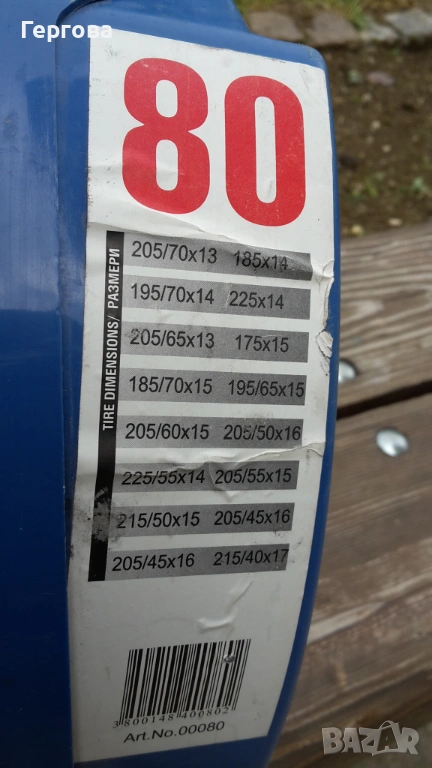 Гергова
80
TIRE DIMENSIONS/ РАЗМЕРИ
205/70x13 185x14
195/70x14 225x14
205/65x13 175x15
185/70x15 195/65x15
205/60x15 205/50x16
225/55x14 205/55x15
215/50x15 205/45x16
205/45x16 215/40x17
3800148400802
Art.No.00080
BAZAR